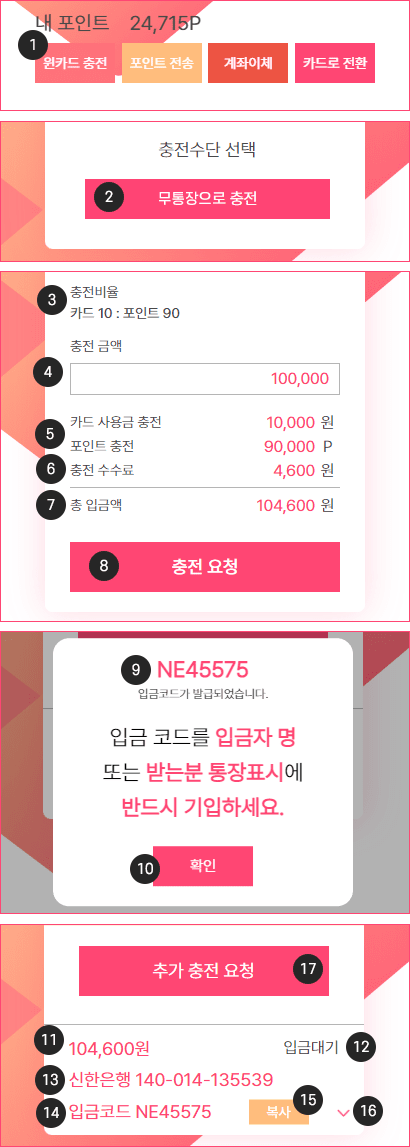 내 포인트 24,715P
1
원카드 충전 포인트 전송 계좌이체 카드로 전환
충전수단 선택
2 무통장으로 충전
3 충전비율
카드 10 : 포인트 90
충전 금액
4 100,000
카드 사용금 충전 10,000 원
5 포인트 충전 90,000 P
6 충전 수수료 4,600 원
7 총 입금액 104,600 원
8 충전 요청
9 NE45575
입금코드가 발급되었습니다.
입금 코드를 입금자 명
또는 받는분 통장표시에
반드시 기입하세요.
10 확인
추가 충전 요청 17
11 104,600원 입금대기 12
13 신한은행 140-014-135539
14 입금코드 NE45575 복사 15 16